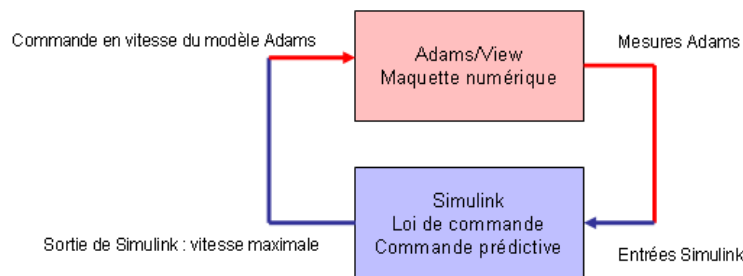 Commande en vitesse du modèle Adams
Adams/View
Maquette numérique
Mesures Adams
Simulink
Loi de commande
Commande prédictive
Sortie de Simulink : vitesse maximale
Entrées Simulink